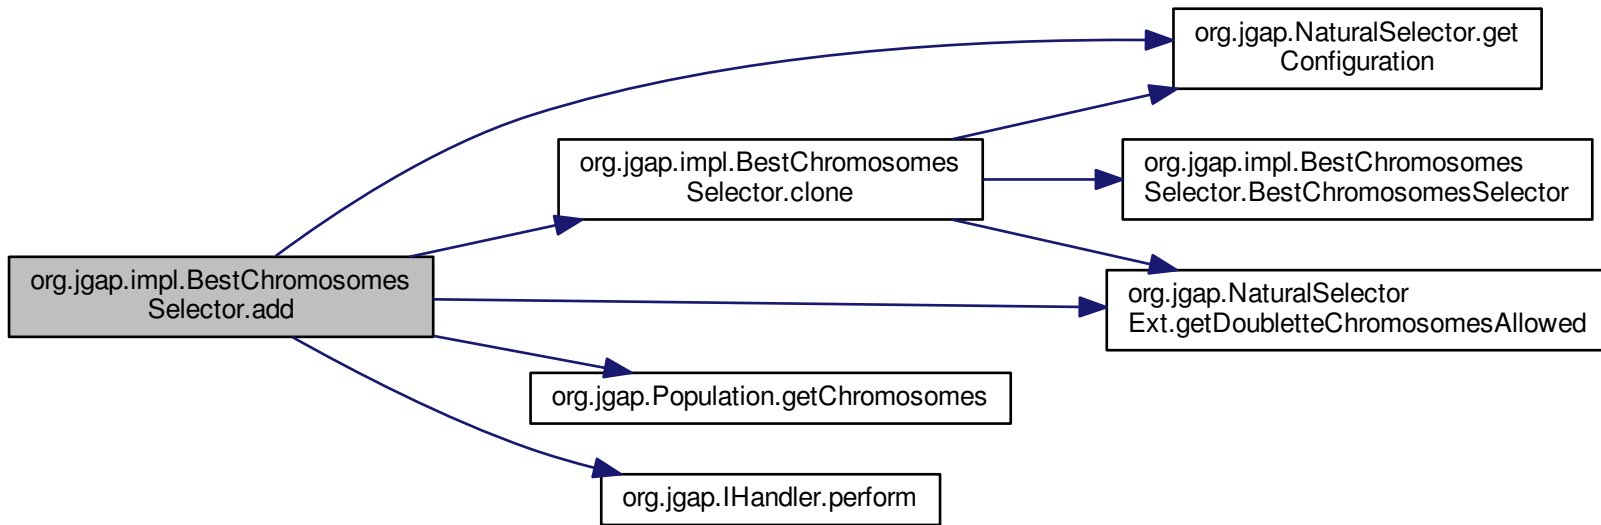 org.jgap.NaturalSelector.get
Configuration
org.jgap.impl.BestChromosomes
Selector.clone
org.jgap.impl.BestChromosomes
Selector.BestChromosomesSelector
org.jgap.impl.BestChromosomes
Selector.add
org.jgap.NaturalSelector
Ext.getDoubletteChromosomesAllowed
org.jgap.Population.getChromosomes
org.jgap.IHandler.perform